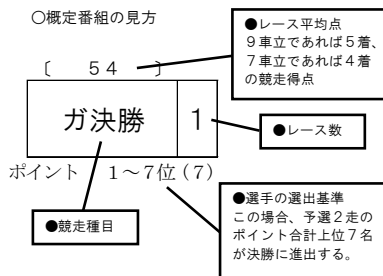 ○概定番組の見方
●レース平均点
９車立であれば５着、
７車立であれば４着
の競走得点
〔　５４　〕
ガ決勝
1
●レース数
ポイント　１～７位（７）
●競走種目
●選手の選出基準
この場合、予選２走の
ポイント合計上位７名
が決勝に進出する。